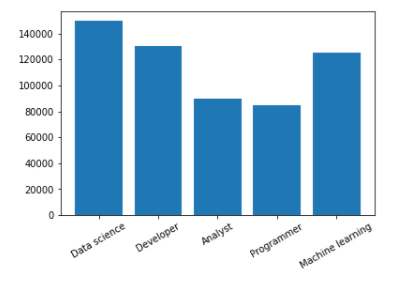 140000
120000
100000
80000
60000
40000
20000
0
Data science
Developer
Analyst
Programmer
Machine learning